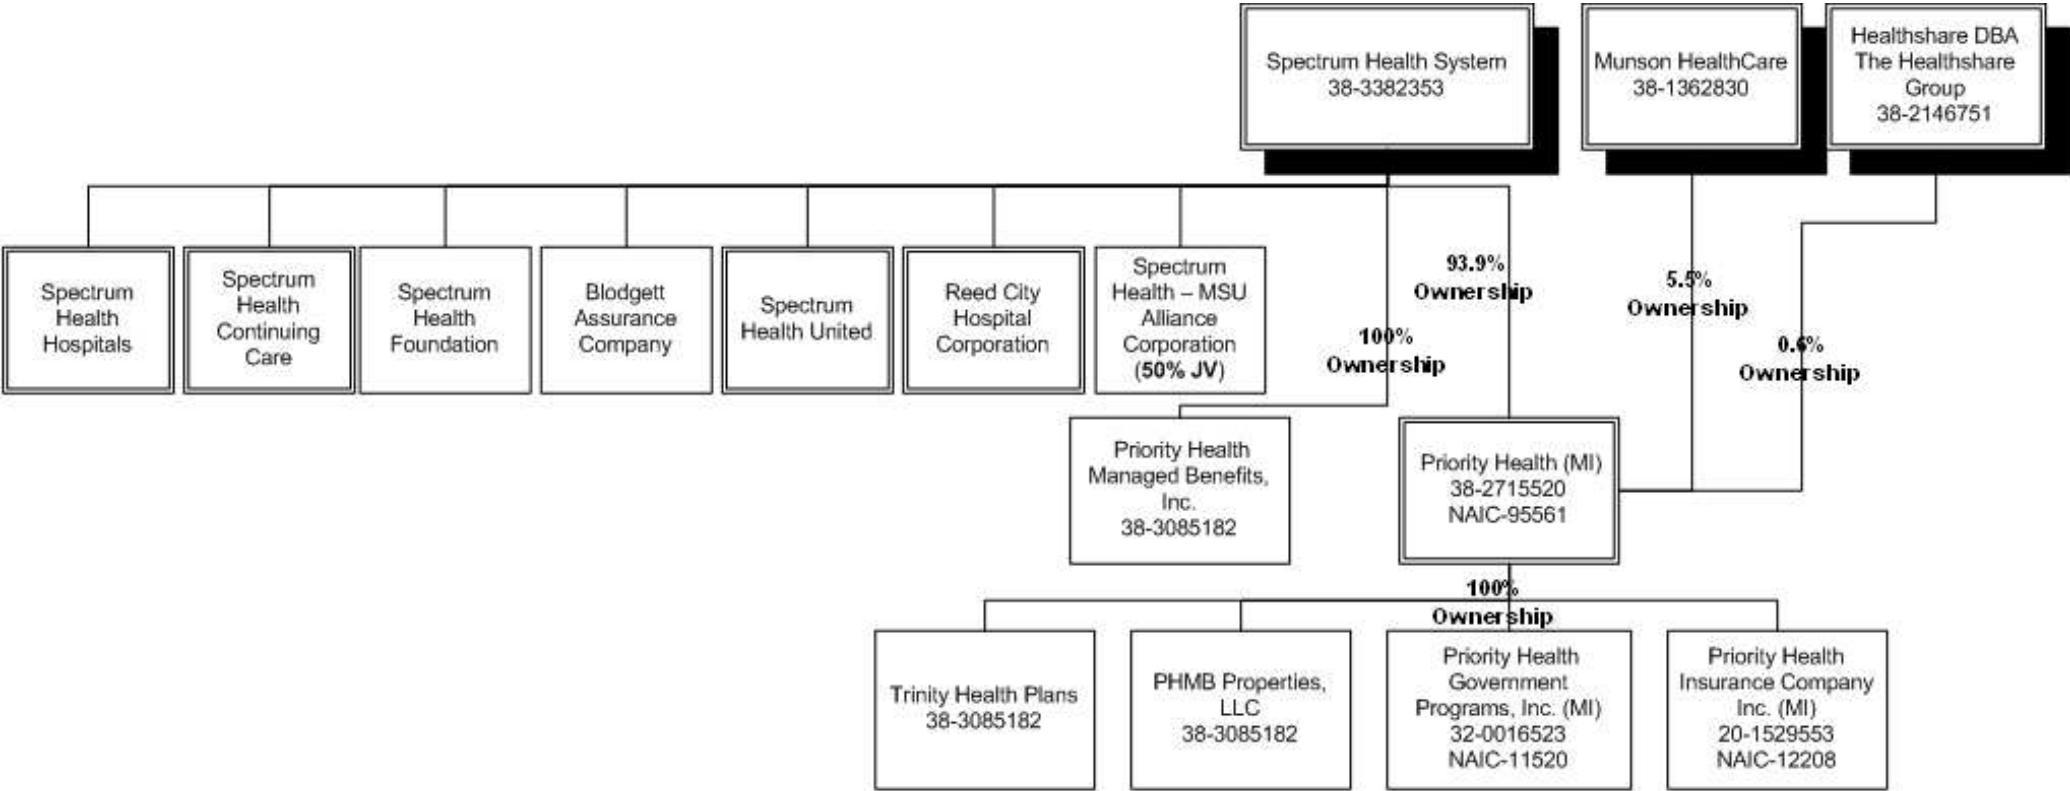 Spectrum Health System
38-3382353
Munson HealthCare
38-1362830
Healthshare DBA
The Healthshare
Group
38-2146751
Spectrum
Health
Hospitals
Spectrum
Health
Continuing
Care
Spectrum
Health
Foundation
Blodgett
Assurance
Company
Spectrum
Health United
Reed City
Hospital
Corporation
Spectrum
Health – MSU
Alliance
Corporation
(50% JV)
100%
Ownership
93.9%
Ownership
5.5%
Ownership
0.6%
Ownership
Priority Health
Managed Benefits,
Inc.
38-3085182
Priority Health (MI)
38-2715520
NAIC-95561
100%
Ownership
Trinity Health Plans
38-3085182
PHMB Properties,
LLC
38-3085182
Priority Health
Government
Programs, Inc. (MI)
32-0016523
NAIC-11520
Priority Health
Insurance Company
Inc. (MI)
20-1529553
NAIC-12208